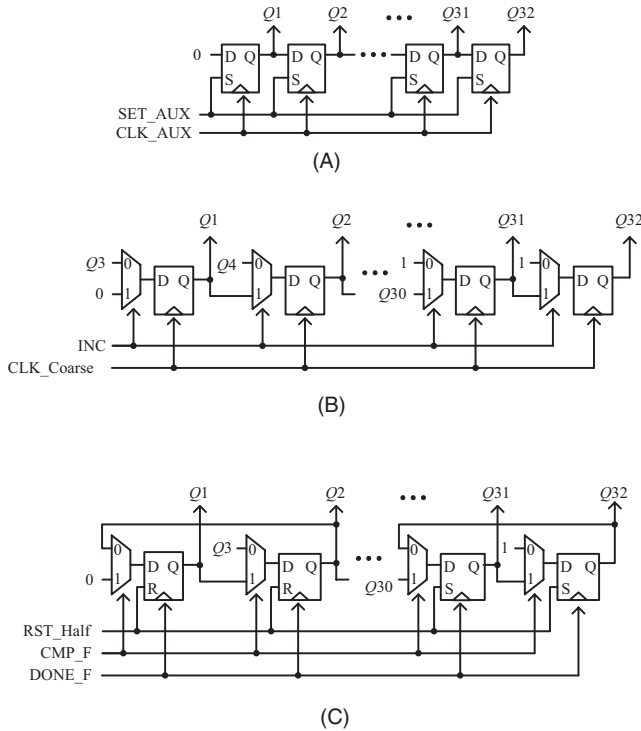 Q1 Q2 ••• Q31 Q32
0 D Q D Q ••• D Q D Q
S S S S
SET_AUX
CLK_AUX
(A)
Q1 Q2 ••• Q31 Q32
Q3 0 Q4 0 ••• 1 0 1 0
D Q D Q D Q D Q
0 1 1 Q30 1 1
INC
CLK_Coarse
(B)
Q1 Q2 ••• Q31 Q32
0 Q3 0 ••• 0 1 0
D Q D Q D Q D Q
0 1 1 Q30 1 1
R R S S
RST_Half
CMP_F
DONE_F
(C)